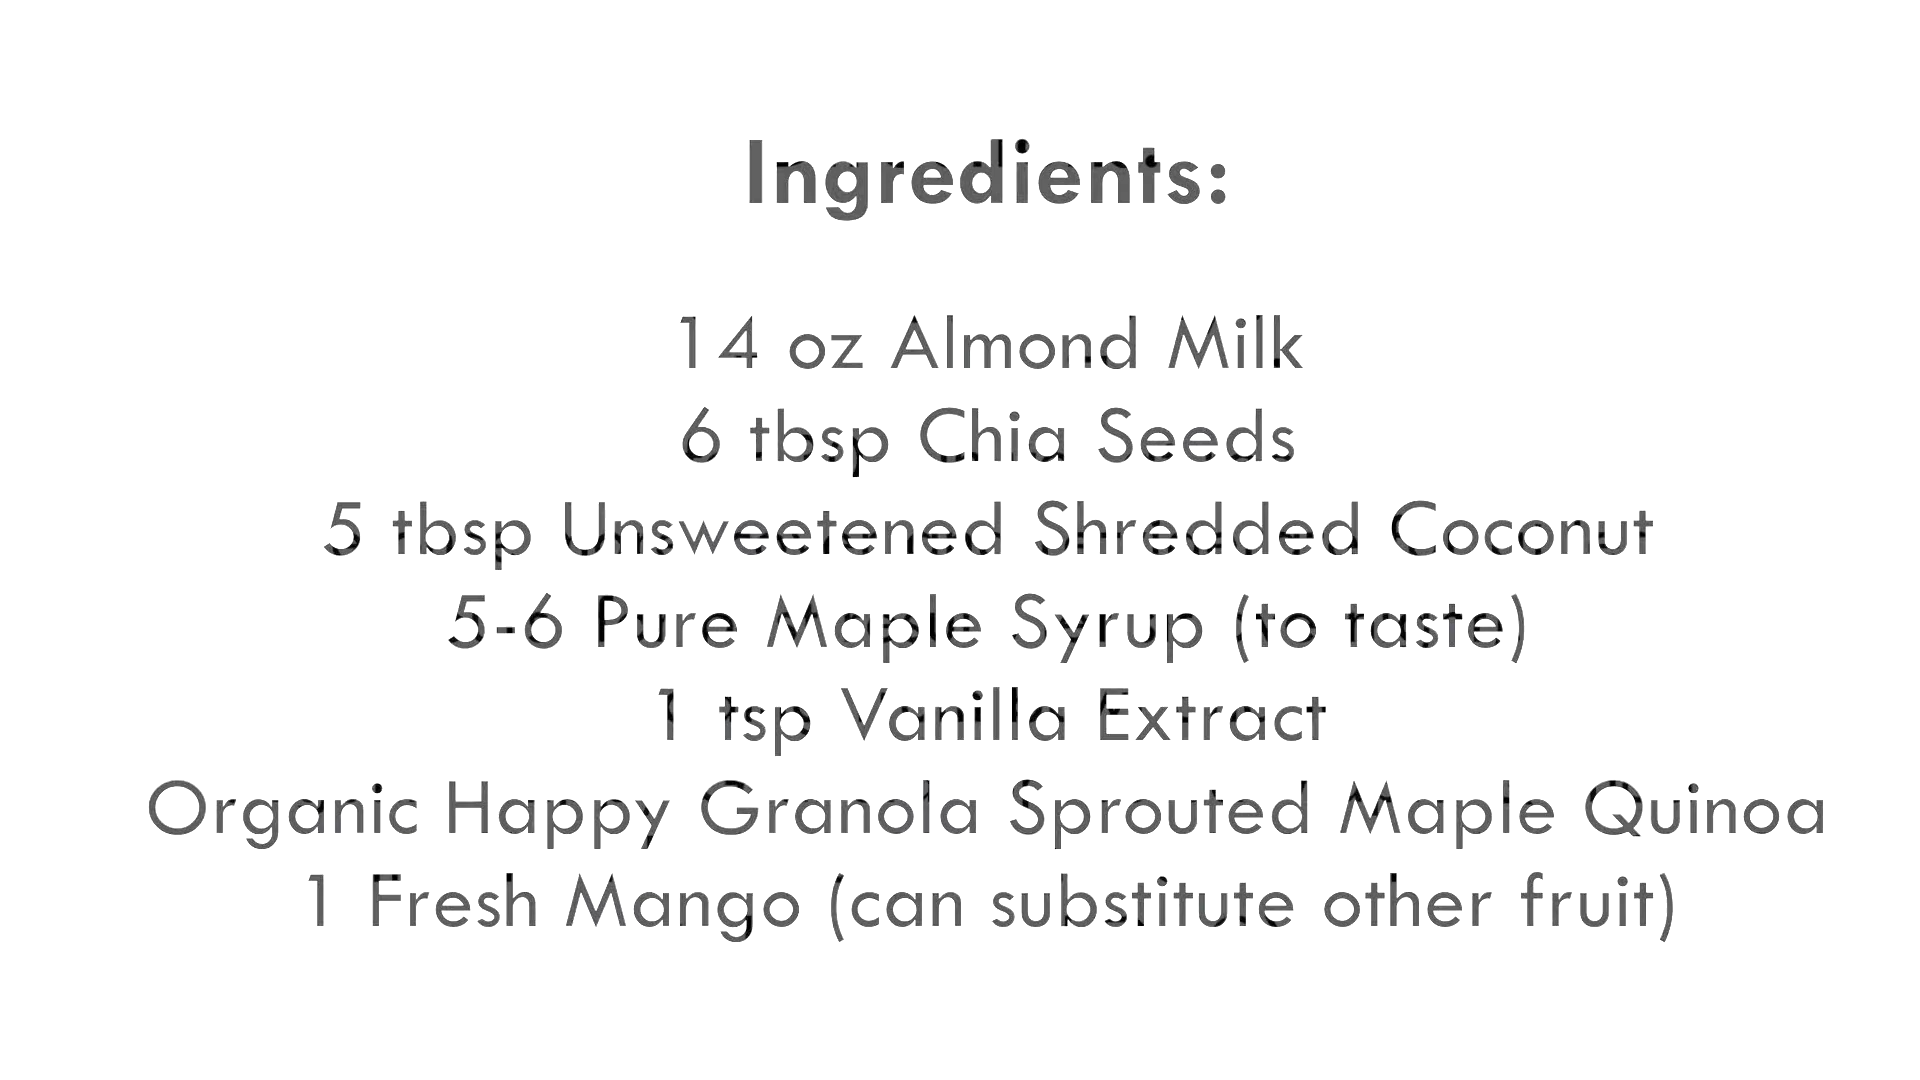 Ingredients:
14 oz Almond Milk
6 tbsp Chia Seeds
5 tbsp Unsweetened Shredded Coconut
5-6 Pure Maple Syrup (to taste)
1 tsp Vanilla Extract
Organic Happy Granola Sprouted Maple Quinoa
1 Fresh Mango (can substitute other fruit)